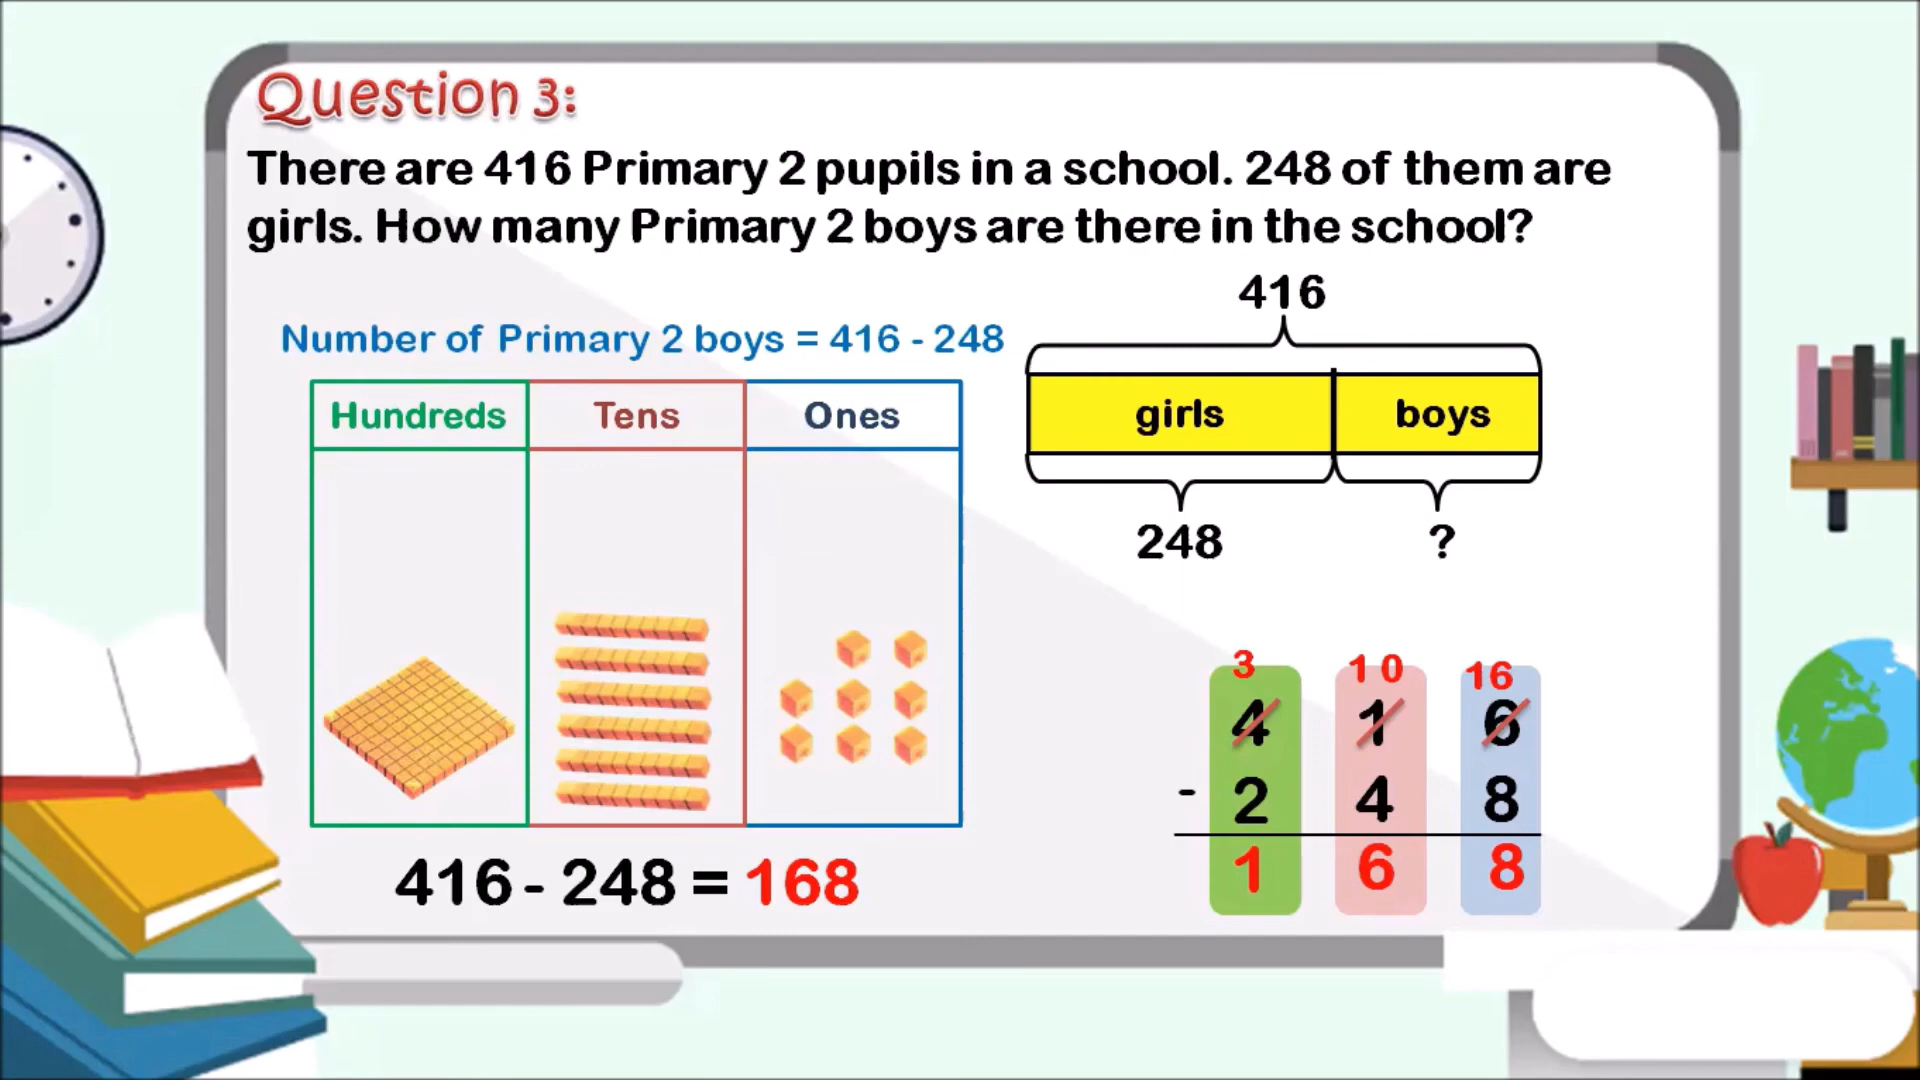 Question 3:
There are 416 Primary 2 pupils in a school. 248 of them are
girls. How many Primary 2 boys are there in the school?
416
Number of Primary 2 boys = 416 - 248
Hundreds Tens Ones
girls boys
248 ?
3 10 16
4 1 6
- 2 4 8
1 6 8
416 - 248 = 168